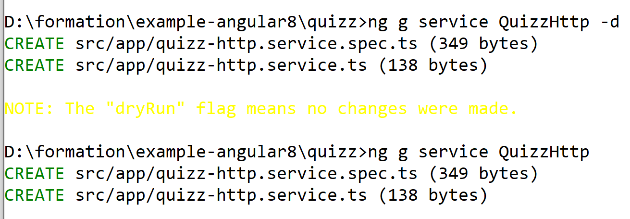 D:\formation\example-angular8\quizz>ng g service QuizzHttp -d
CREATE src/app/quizz-http.service.spec.ts (349 bytes)
CREATE src/app/quizz-http.service.ts (138 bytes)
NOTE: The "dryRun" flag means no changes were made.
D:\formation\example-angular8\quizz>ng g service QuizzHttp
CREATE src/app/quizz-http.service.spec.ts (349 bytes)
CREATE src/app/quizz-http.service.ts (138 bytes)